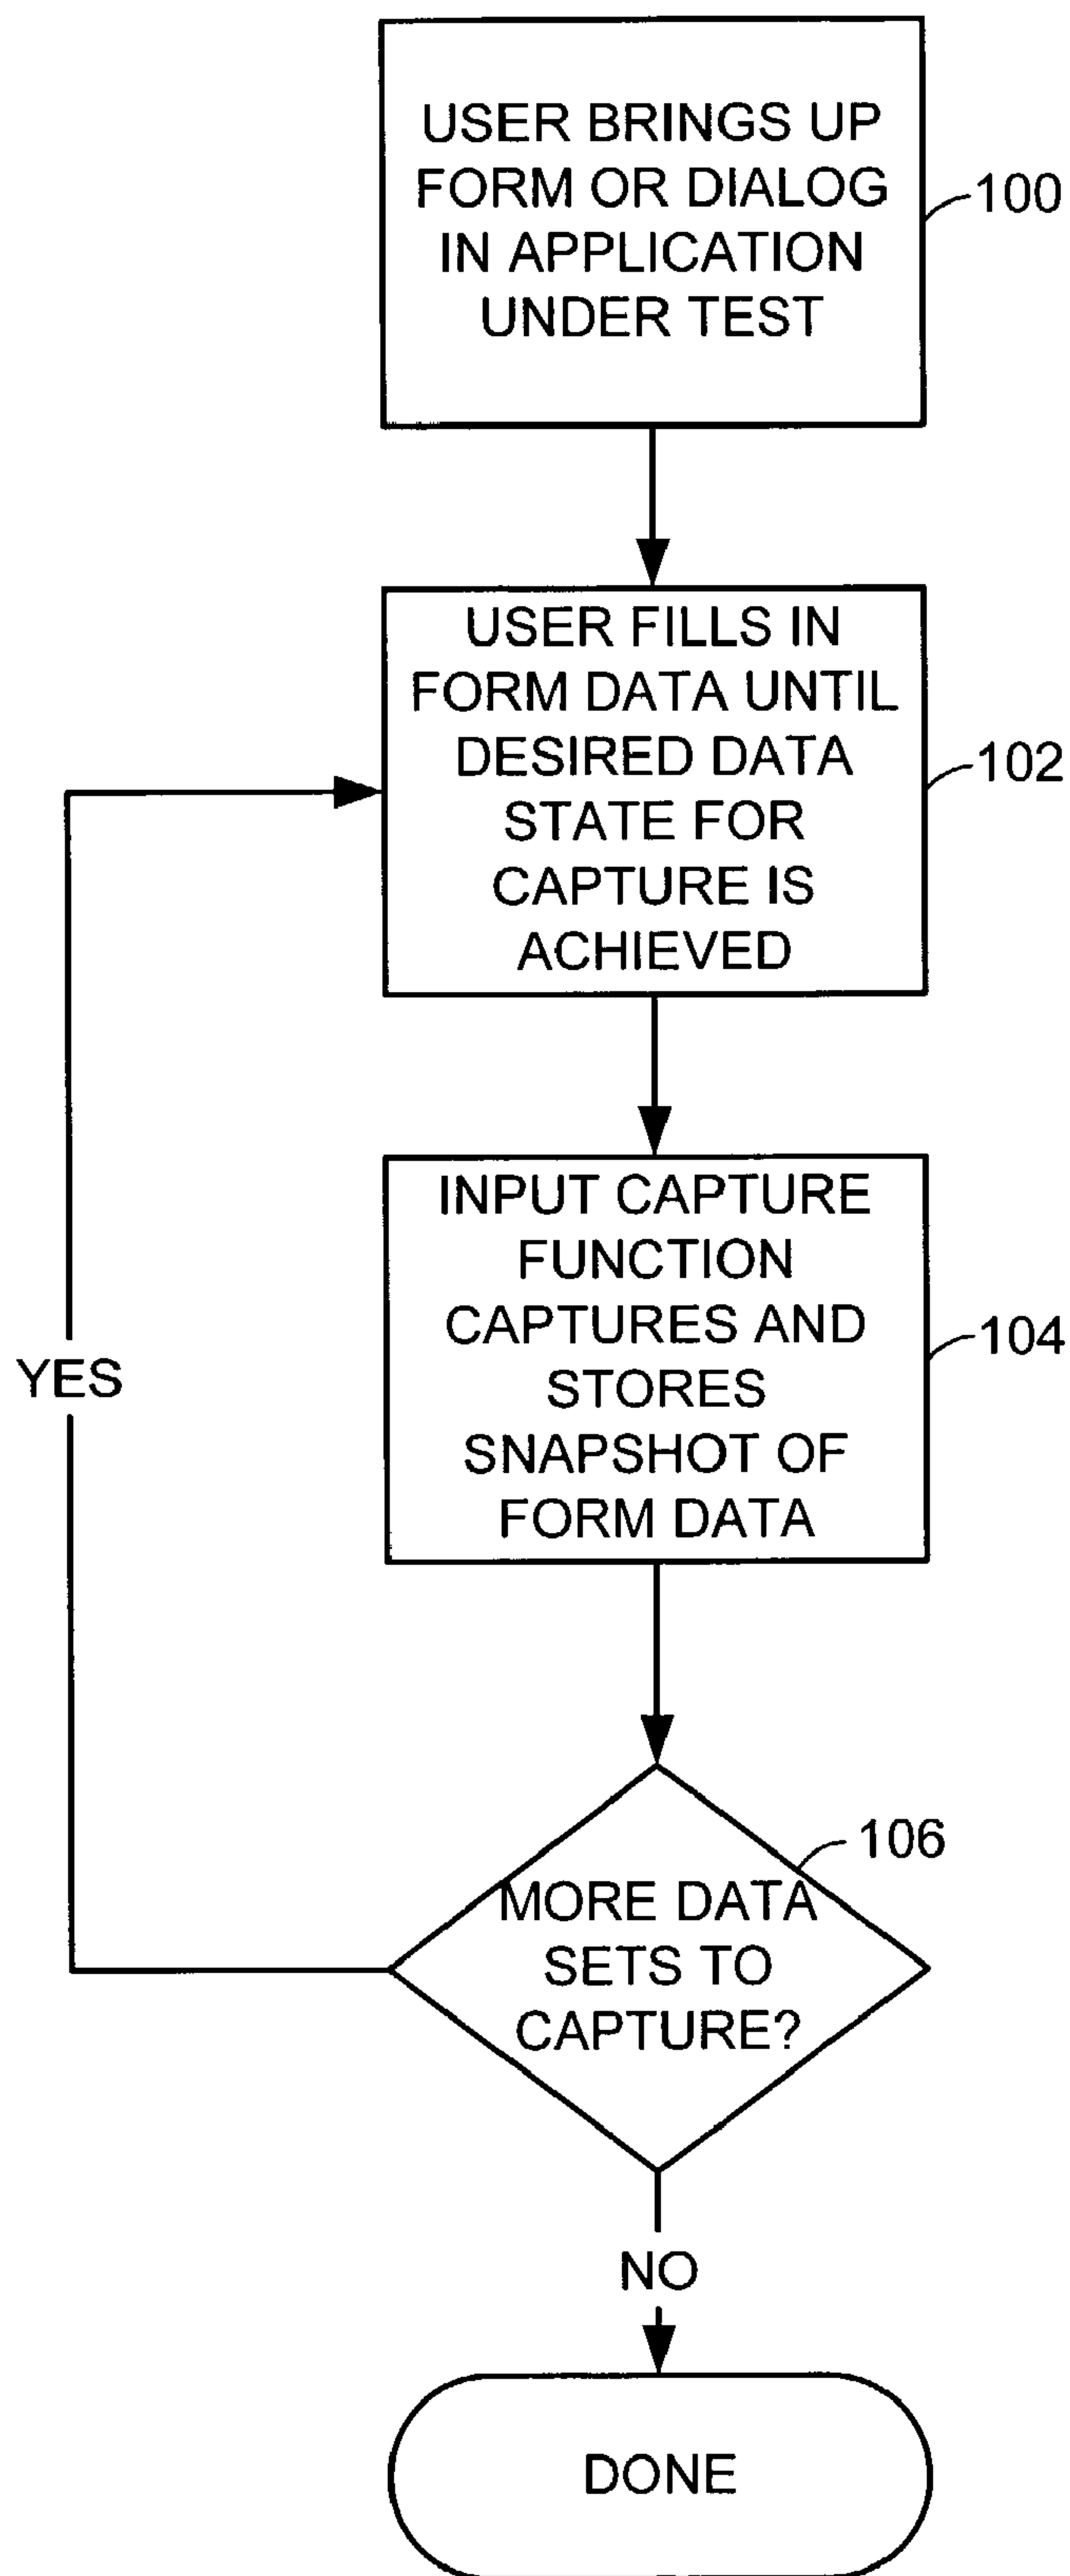 USER BRINGS UP
FORM OR DIALOG
IN APPLICATION
UNDER TEST
100
USER FILLS IN
FORM DATA UNTIL
DESIRED DATA
STATE FOR
CAPTURE IS
ACHIEVED
102
INPUT CAPTURE
FUNCTION
CAPTURES AND
STORES
SNAPSHOT OF
FORM DATA
104
YES
106
MORE DATA
SETS TO
CAPTURE?
NO
DONE